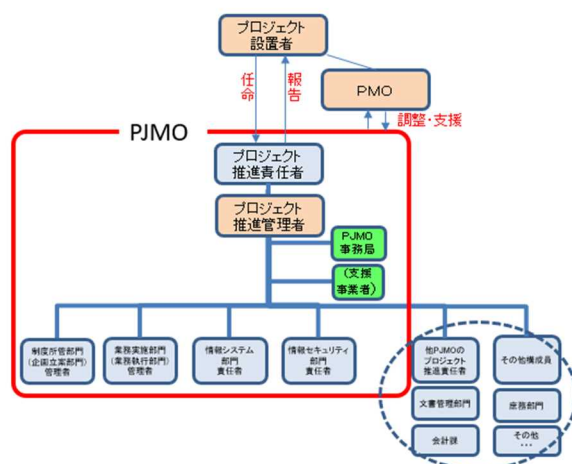 プロジェクト
設置者
任命
報告
PMO
調整・支援
PJMO
プロジェクト
推進責任者
プロジェクト
推進管理者
PJMO
事務局
(支援
事業者)
制度所管部門
(企画立案部門)
管理者
業務実施部門
(業務執行部門)
管理者
情報システム
部門
責任者
情報セキュリティ
部門
責任者
他PJMOの
プロジェクト
推進責任者
その他構成員
文書管理部門
庶務部門
会計課
その他
…